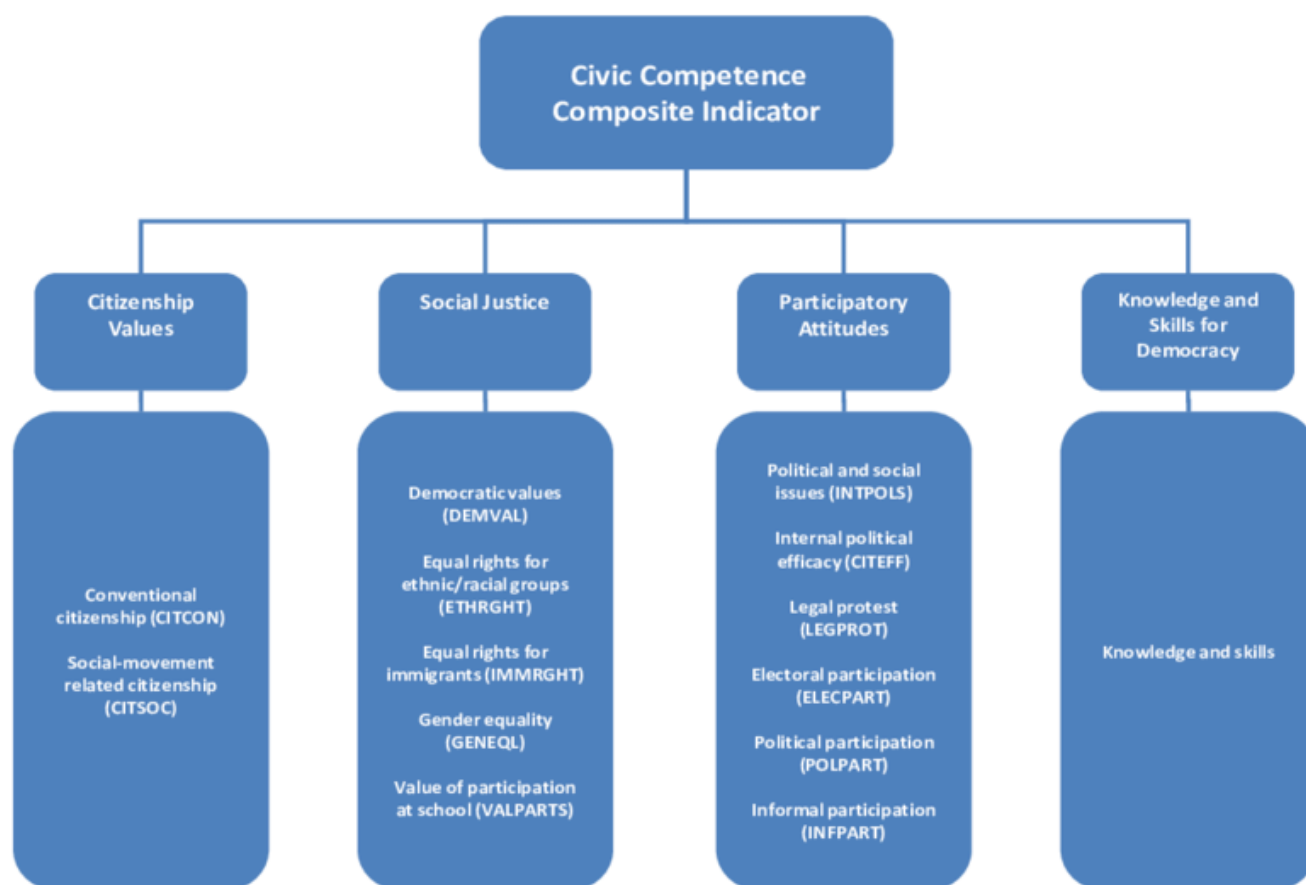 Civic Competence
Composite Indicator
Citizenship
Values
Social Justice
Participatory
Attitudes
Knowledge and
Skills for
Democracy
Conventional
citizenship (CITCON)
Social-movement
related citizenship
(CITSOC)
Democratic values
(DEMVAL)
Equal rights for
ethnic/racial groups
(ETHRGHT)
Equal rights for
immigrants (IMMRGHT)
Gender equality
(GENEQL)
Value of participation
at school (VALPARTS)
Political and social
issues (INTPOLS)
Internal political
efficacy (CITEFF)
Legal protest
(LEGPROT)
Electoral participation
(ELECPART)
Political participation
(POLPART)
Informal participation
(INFPART)
Knowledge and skills